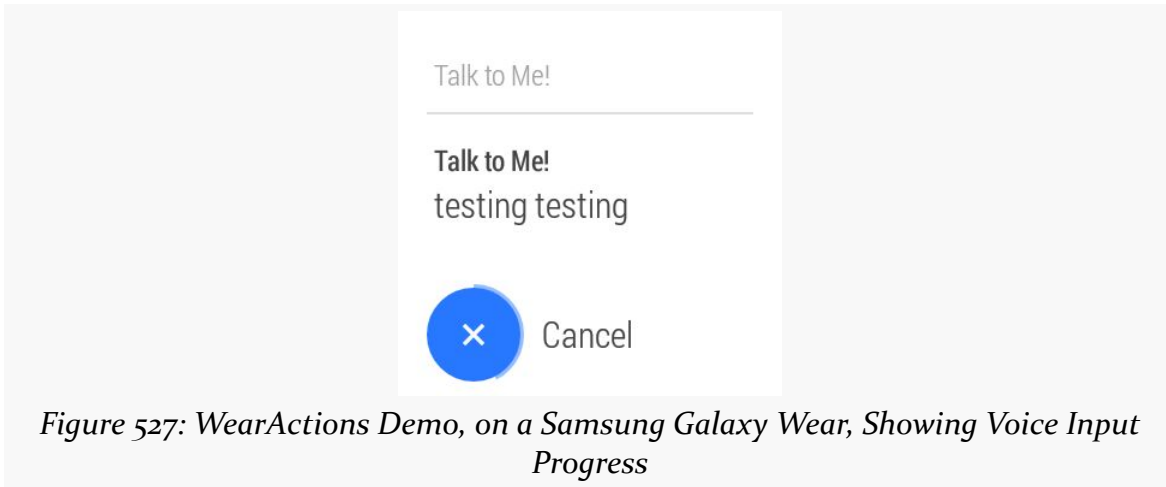 Talk to Me!
Talk to Me!
testing testing
Cancel
Figure 527: WearActions Demo, on a Samsung Galaxy Wear, Showing Voice Input
Progress